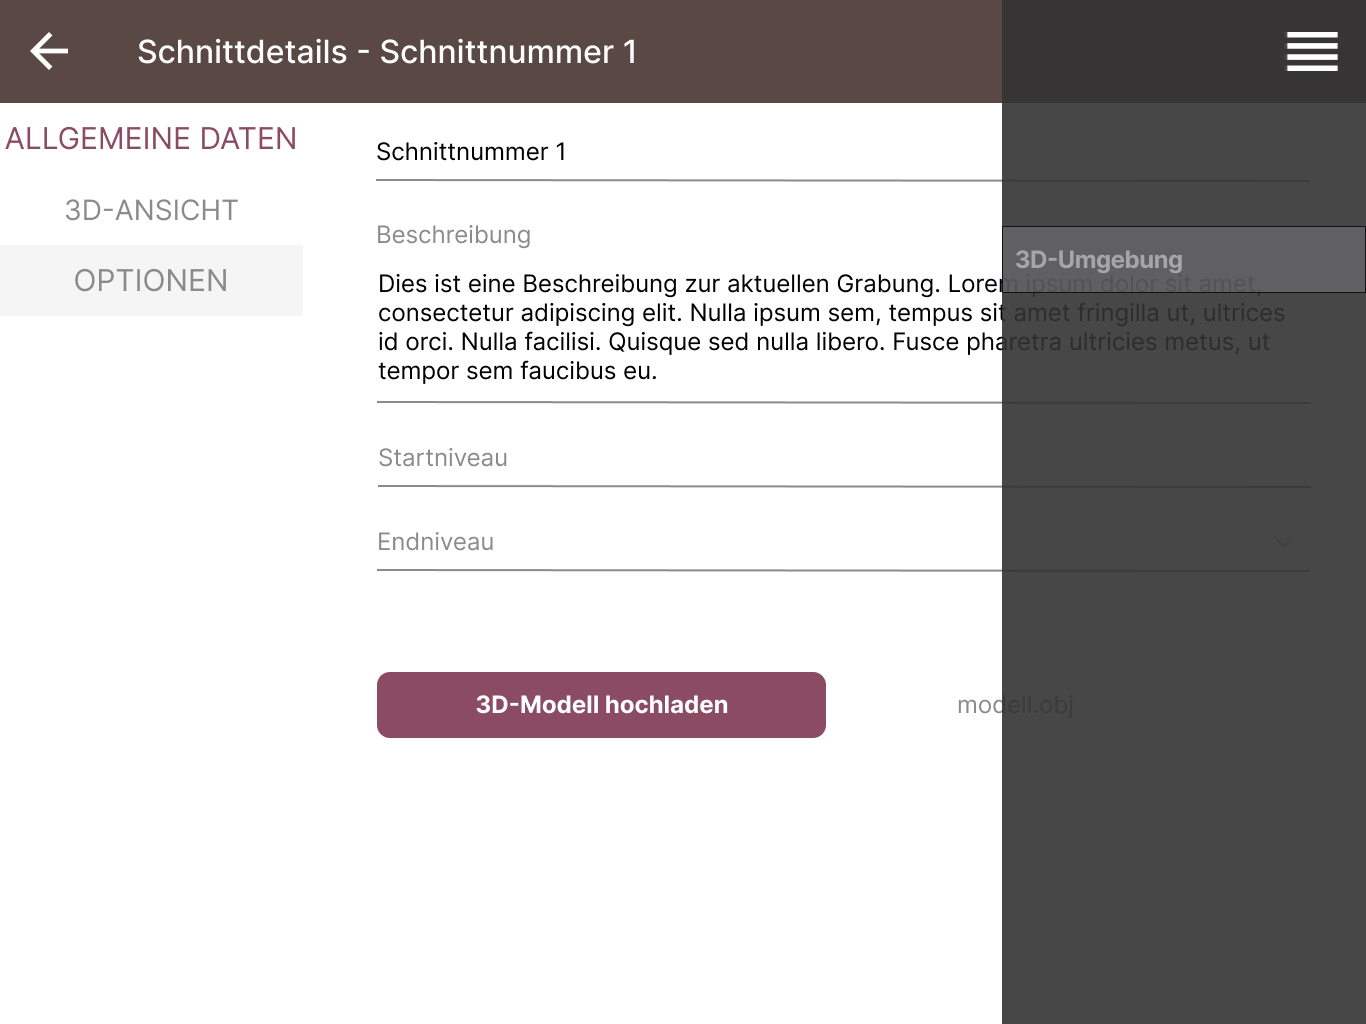 Schnittdetails - Schnittnummer 1
ALLGEMEINE DATEN
3D-ANSICHT
OPTIONEN
Schnittnummer 1
Beschreibung
Dies ist eine Beschreibung zur aktuellen Grabung. Lorem ipsum dolor sit amet,
consectetur adipiscing elit. Nulla ipsum sem, tempus sit amet fringilla ut, ultrices
id orci. Nulla facilisi. Quisque sed nulla libero. Fusce pharetra ultricies metus, ut
tempor sem faucibus eu.
Startniveau
Endniveau
3D-Modell hochladen
modell.obj
3D-Umgebung